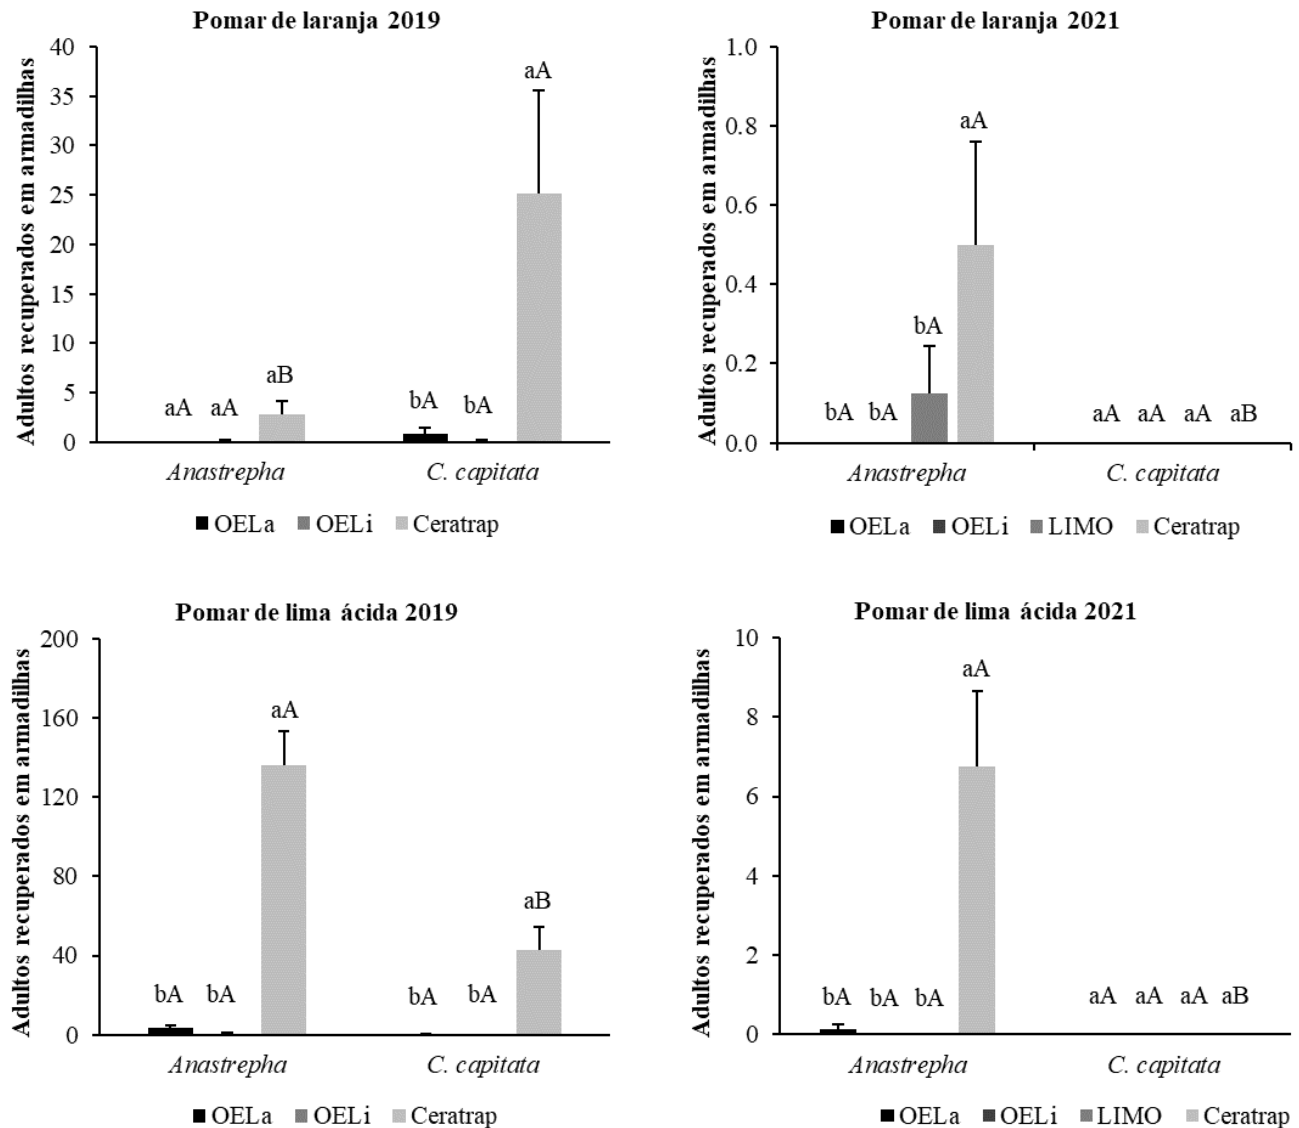 Pomar de laranja 2019
Adultos recuperados em armadilhas
40
35
30
25
20
15
10
5
0
aA aA aB bA bA aA
Anastrepha C. capitata
OELa OELi Ceratrap
Pomar de laranja 2021
Adultos recuperados em armadilhas
1.0
0.8
0.6
0.4
0.2
0.0
bA bA bA aA aA aA aA aB
Anastrepha C. capitata
OELa OELi LIMO Ceratrap
Pomar de lima ácida 2019
Adultos recuperados em armadilhas
200
160
120
80
40
0
bA bA aA bA bA aB
Anastrepha C. capitata
OELa OELi Ceratrap
Pomar de lima ácida 2021
Adultos recuperados em armadilhas
10
8
6
4
2
0
bA bA bA aA aA aA aA aB
Anastrepha C. capitata
OELa OELi LIMO Ceratrap